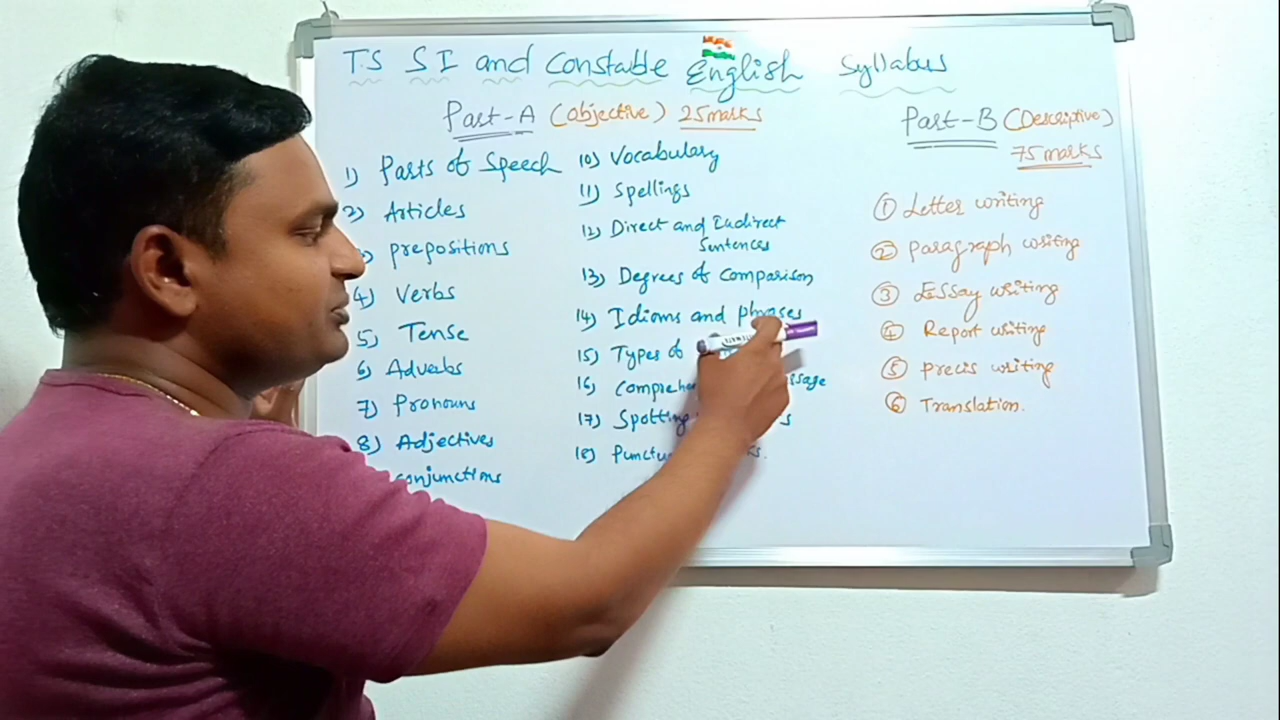 TS SI and Constable English Syllabus
Part-A (objective) 25 marks
1) Parts of Speech
2) Articles
prepositions
4) Verbs
5) Tense
6) Adverbs
7) Pronouns
8) Adjectives
conjunctions
10) Vocabulary
11) Spellings
12) Direct and Indirect
Sentences
13) Degrees of Comparison
14) Idioms and phrases
15) Types of
16)
17) Spotting
18)
Part-B (Descriptive)
75 marks
① Letter writing
② paragraph writing
③ Essay writing
④ Report writing
⑤ precis writing
⑥ Translation.